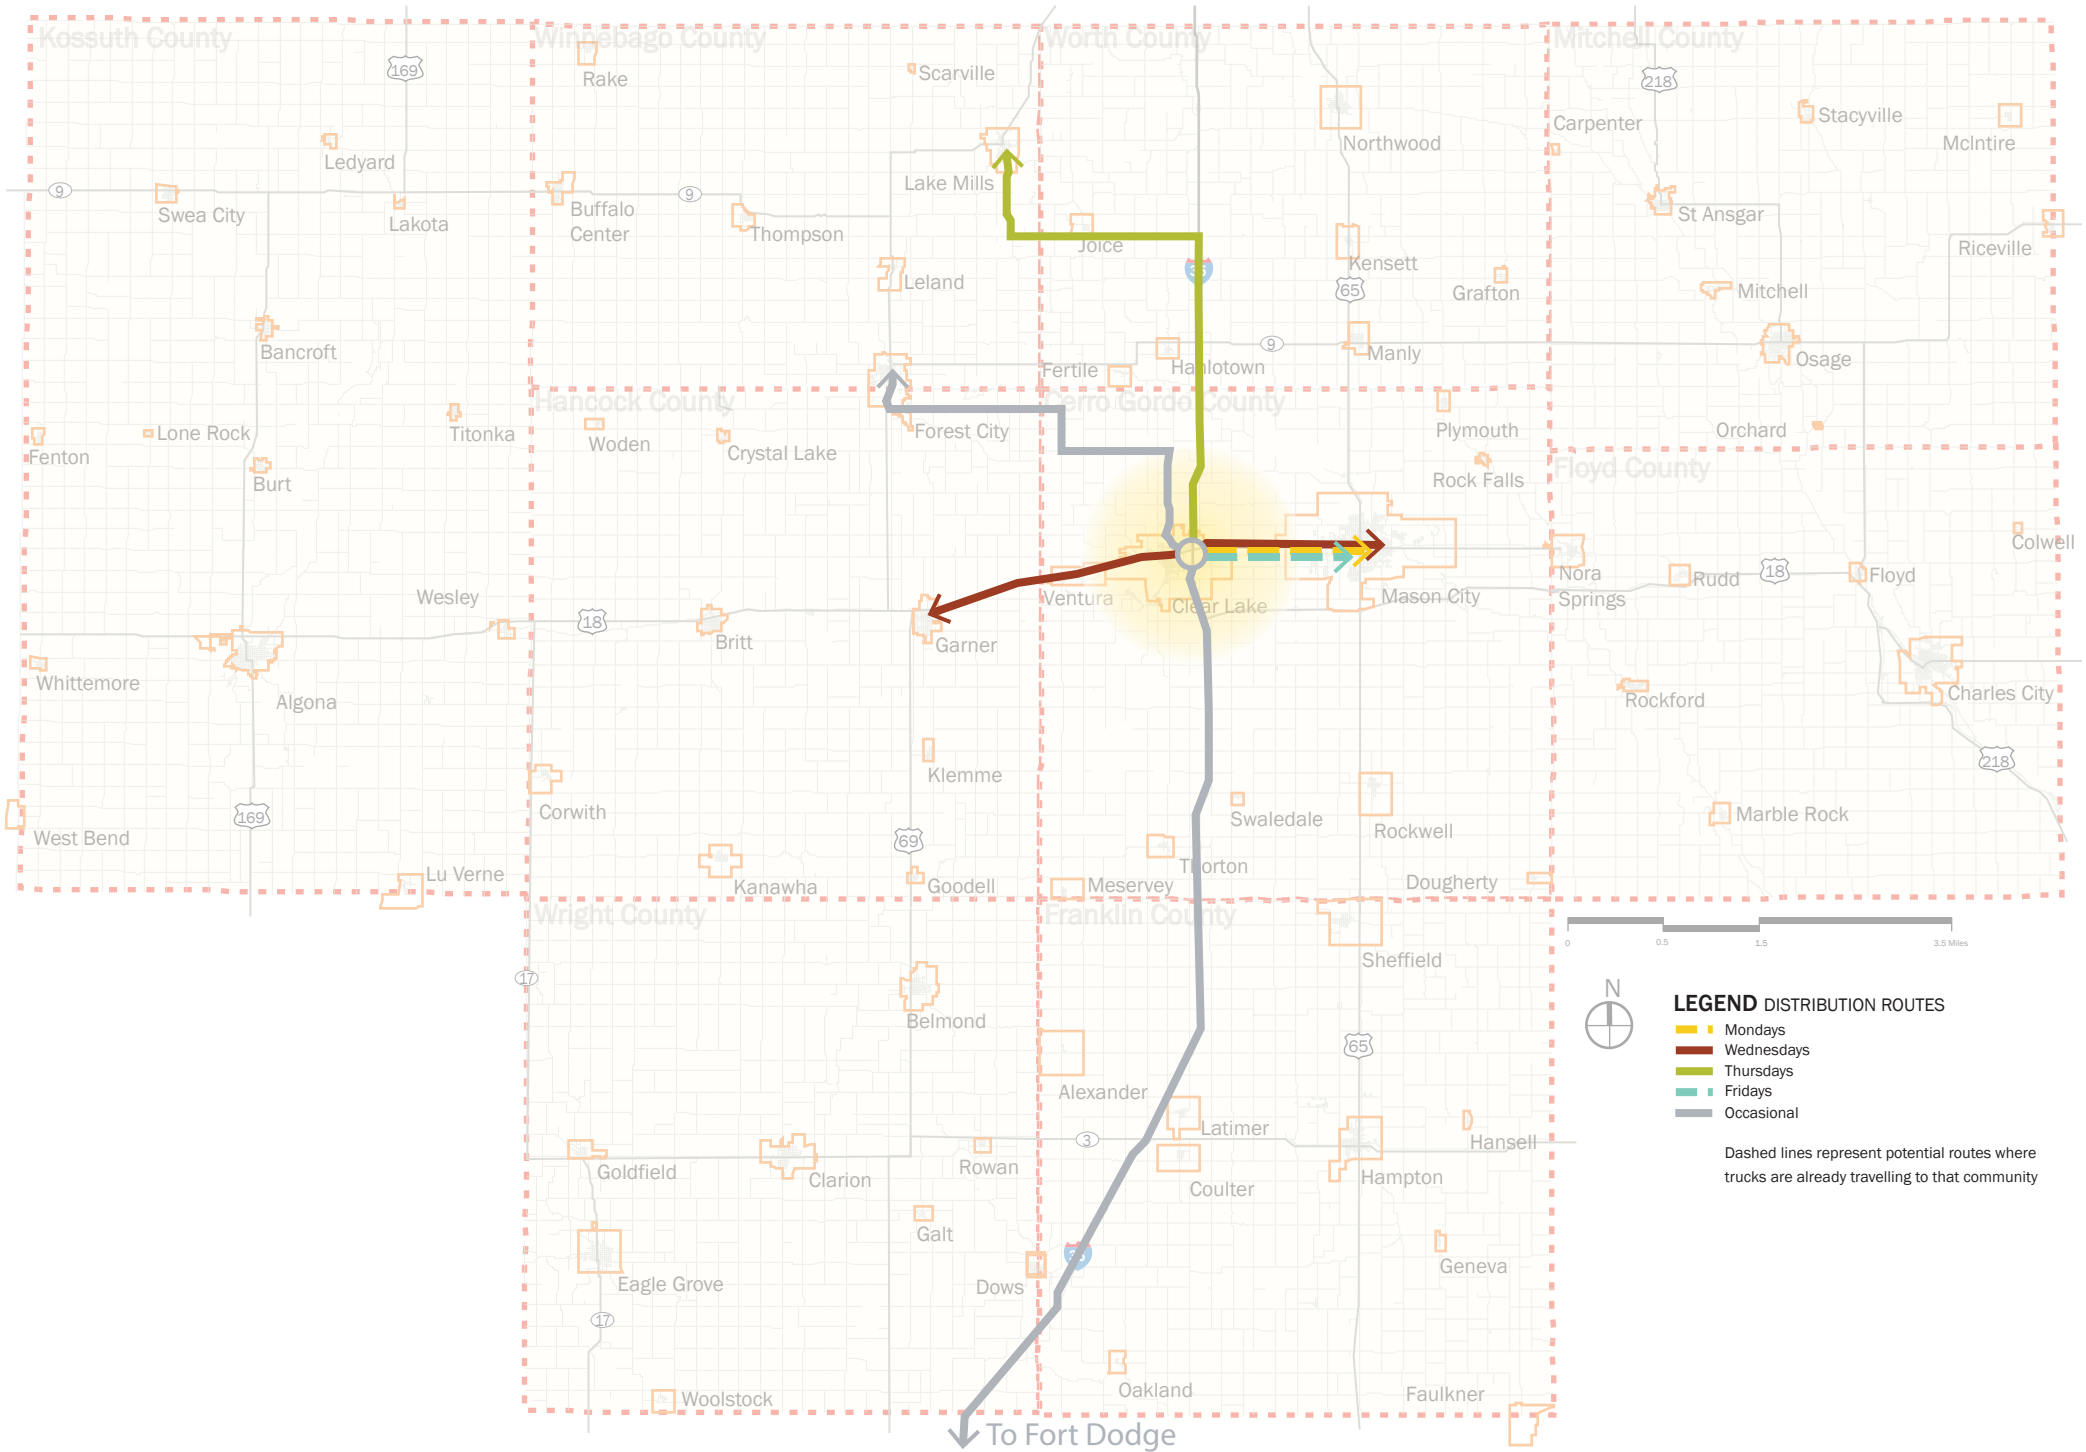 Kossuth County
Winnebago County
Worth County
Mitchell County
169
Rake
Scarville
218
Stacyville
McIntire
Carpenter
Northwood
Ledyard
Lake Mills
9
Swea City
Lakota
Buffalo
Center
9
Thompson
Joice
St Ansgar
Riceville
Kensett
35
Leland
65
Grafton
Mitchell
Bancroft
9
Manly
Osage
Fertile
Hanlotown
Hancock County
Cerro Gordo County
Fenton
Lone Rock
Titonka
Woden
Crystal Lake
Forest City
Plymouth
Orchard
Burt
Rock Falls
Floyd County
Colwell
Nora
Springs
Rudd
18
Floyd
Wesley
Ventura
Clear Lake
Mason City
18
Britt
Garner
Whittemore
Algona
Rockford
Charles City
218
Klemme
169
West Bend
Corwith
69
Swaledale
Rockwell
Marble Rock
Lu Verne
Kanawha
Goodell
Thorton
Meservey
Dougherty
Wright County
Franklin County
0
0.5
1.5
3.5 Miles
Sheffield
17
Belmond
N
LEGEND DISTRIBUTION ROUTES
Mondays
Wednesdays
Thursdays
Fridays
Occasional
Dashed lines represent potential routes where
trucks are already travelling to that community
65
Alexander
Latimer
3
Hansell
Goldfield
Clarion
Rowan
Coulter
Hampton
Galt
35
Geneva
Eagle Grove
Dows
17
Woolstock
Oakland
Faulkner
To Fort Dodge